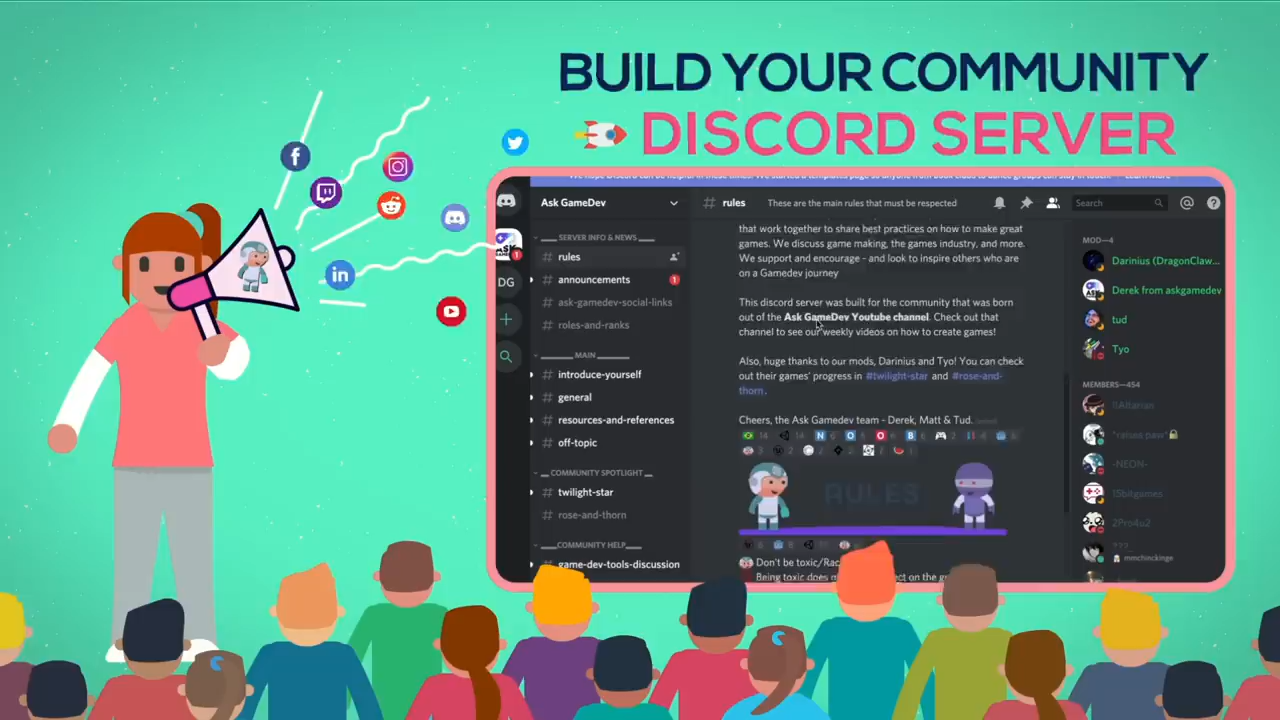 BUILD YOUR COMMUNITY
DISCORD SERVER
Ask GameDev
# rules
These are the main rules that must be respected
Search
SERVER INFO & NEWS
# rules
# announcements
1
# ask-gamedev-social-links
# roles-and-ranks
MAIN
# introduce-yourself
# general
# resources-and-references
# off-topic
COMMUNITY SPOTLIGHT
# twilight-star
# rose-and-thorn
COMMUNITY HELP
# game-dev-tools-discussion
DG
that work together to share best practices on how to make great
games. We discuss game making, the games industry, and more.
We support and encourage - and look to inspire others who are
on a Gamedev journey
This discord server was built for the community that was born
out of the Ask GameDev Youtube channel. Check out that
channel to see our weekly videos on how to create games!
Also, huge thanks to our mods, Darinius and Tyo! You can check
out their games' progress in #twilight-star and #rose-and-
thorn.
Cheers, the Ask Gamedev team - Derek, Matt & Tud.
RULES
Don't be toxic/Rac
Being toxic does
MOD—4
Darinius (DragonClaw...
Derek from askgamedev
tud
Tyo
MEMBERS—454
*raises paw*
-NEON-
15bitgames
2Pro4u2
???
mmchinckinge